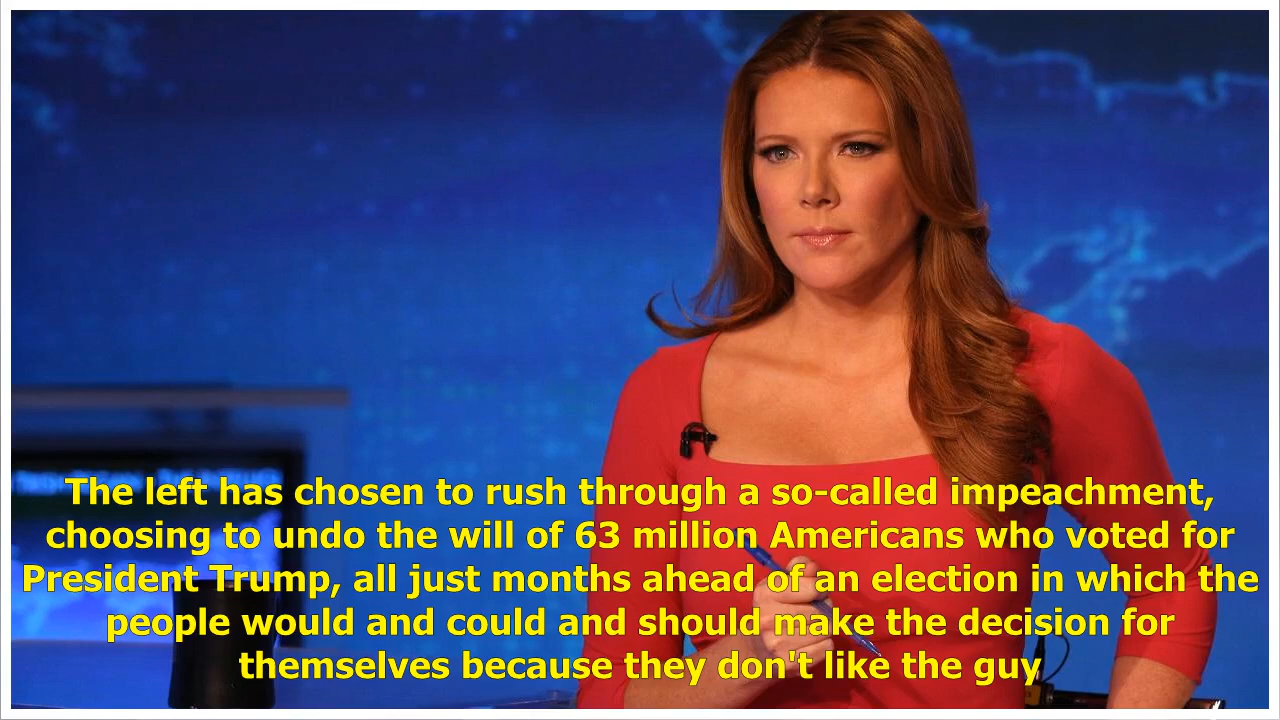 The left has chosen to rush through a so-called impeachment,
choosing to undo the will of 63 million Americans who voted for
President Trump, all just months ahead of an election in which the
people would and could and should make the decision for
themselves because they don't like the guy